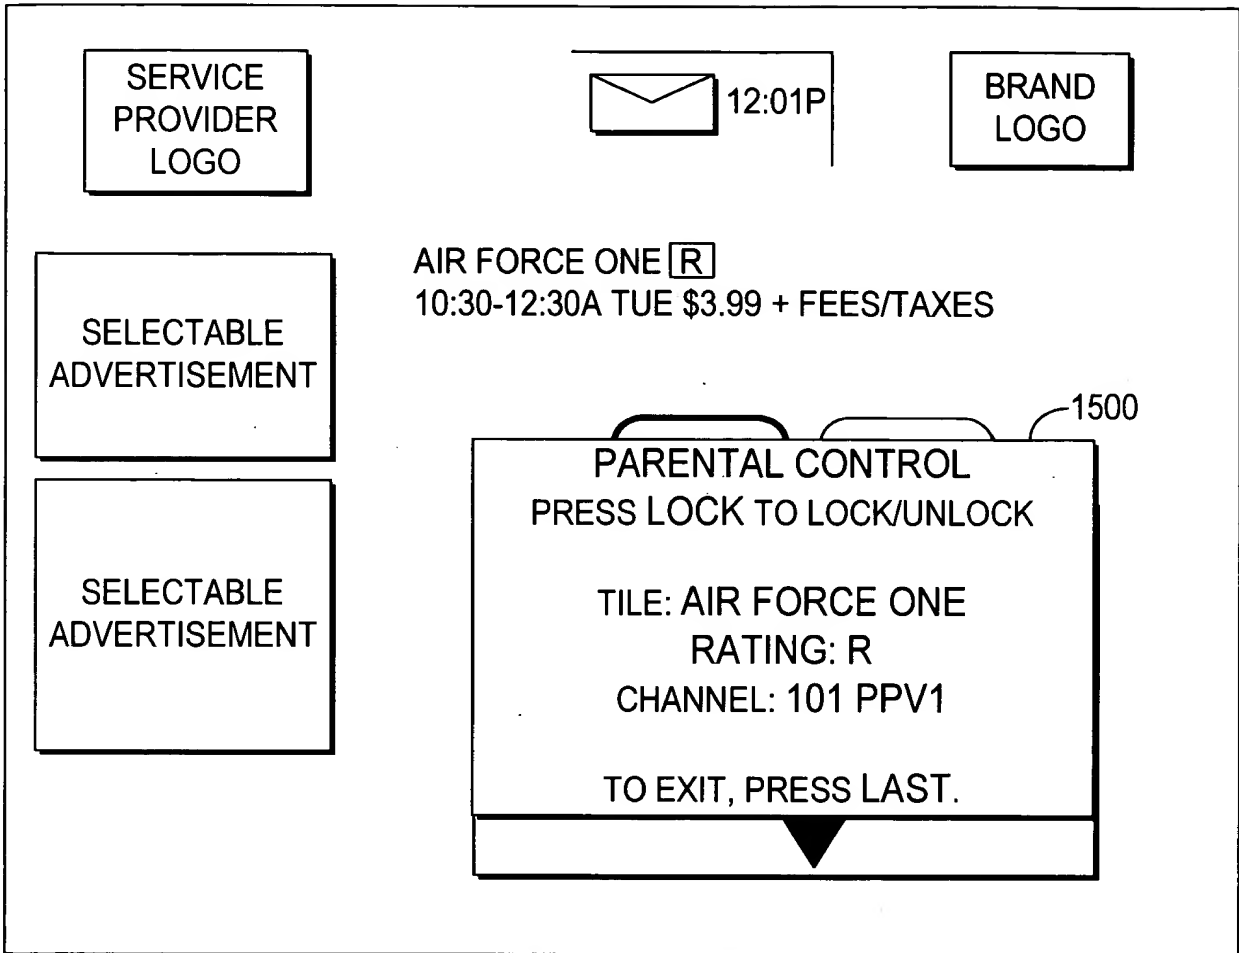 SERVICE
PROVIDER
LOGO
12:01P
BRAND
LOGO
AIR FORCE ONE R
10:30-12:30A TUE $3.99 + FEES/TAXES
SELECTABLE
ADVERTISEMENT
SELECTABLE
ADVERTISEMENT
1500
PARENTAL CONTROL
PRESS LOCK TO LOCK/UNLOCK
TILE: AIR FORCE ONE
RATING: R
CHANNEL: 101 PPV1
TO EXIT, PRESS LAST.